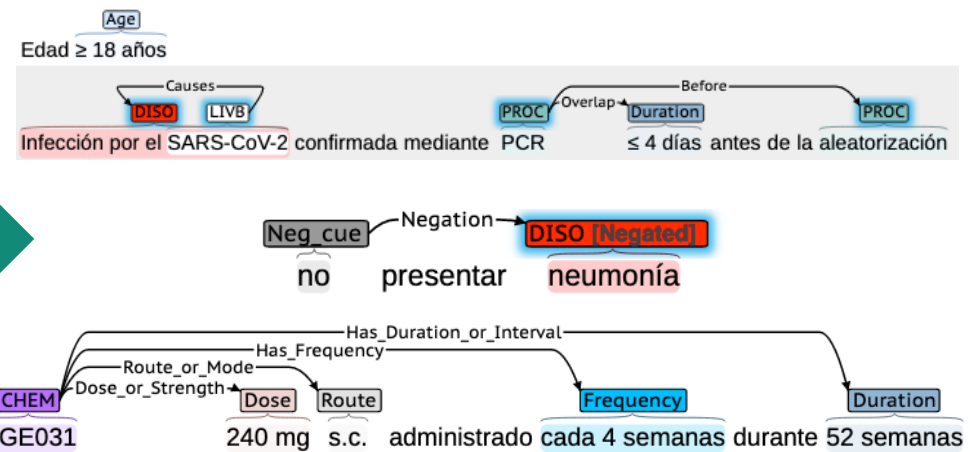 Age
Edad ≥ 18 años
Causes Before
DISO LIVB PROC Overlap Duration PROC
Infección por el SARS-CoV-2 confirmada mediante PCR ≤ 4 días antes de la aleatorización
Negation
Neg_cue DISO [Negated]
no presentar neumonía
Has_Duration_or_Interval
Has_Frequency
Route_or_Mode
Dose_or_Strength
CHEM Dose Route Frequency Duration
GE031 240 mg s.c. administrado cada 4 semanas durante 52 semanas